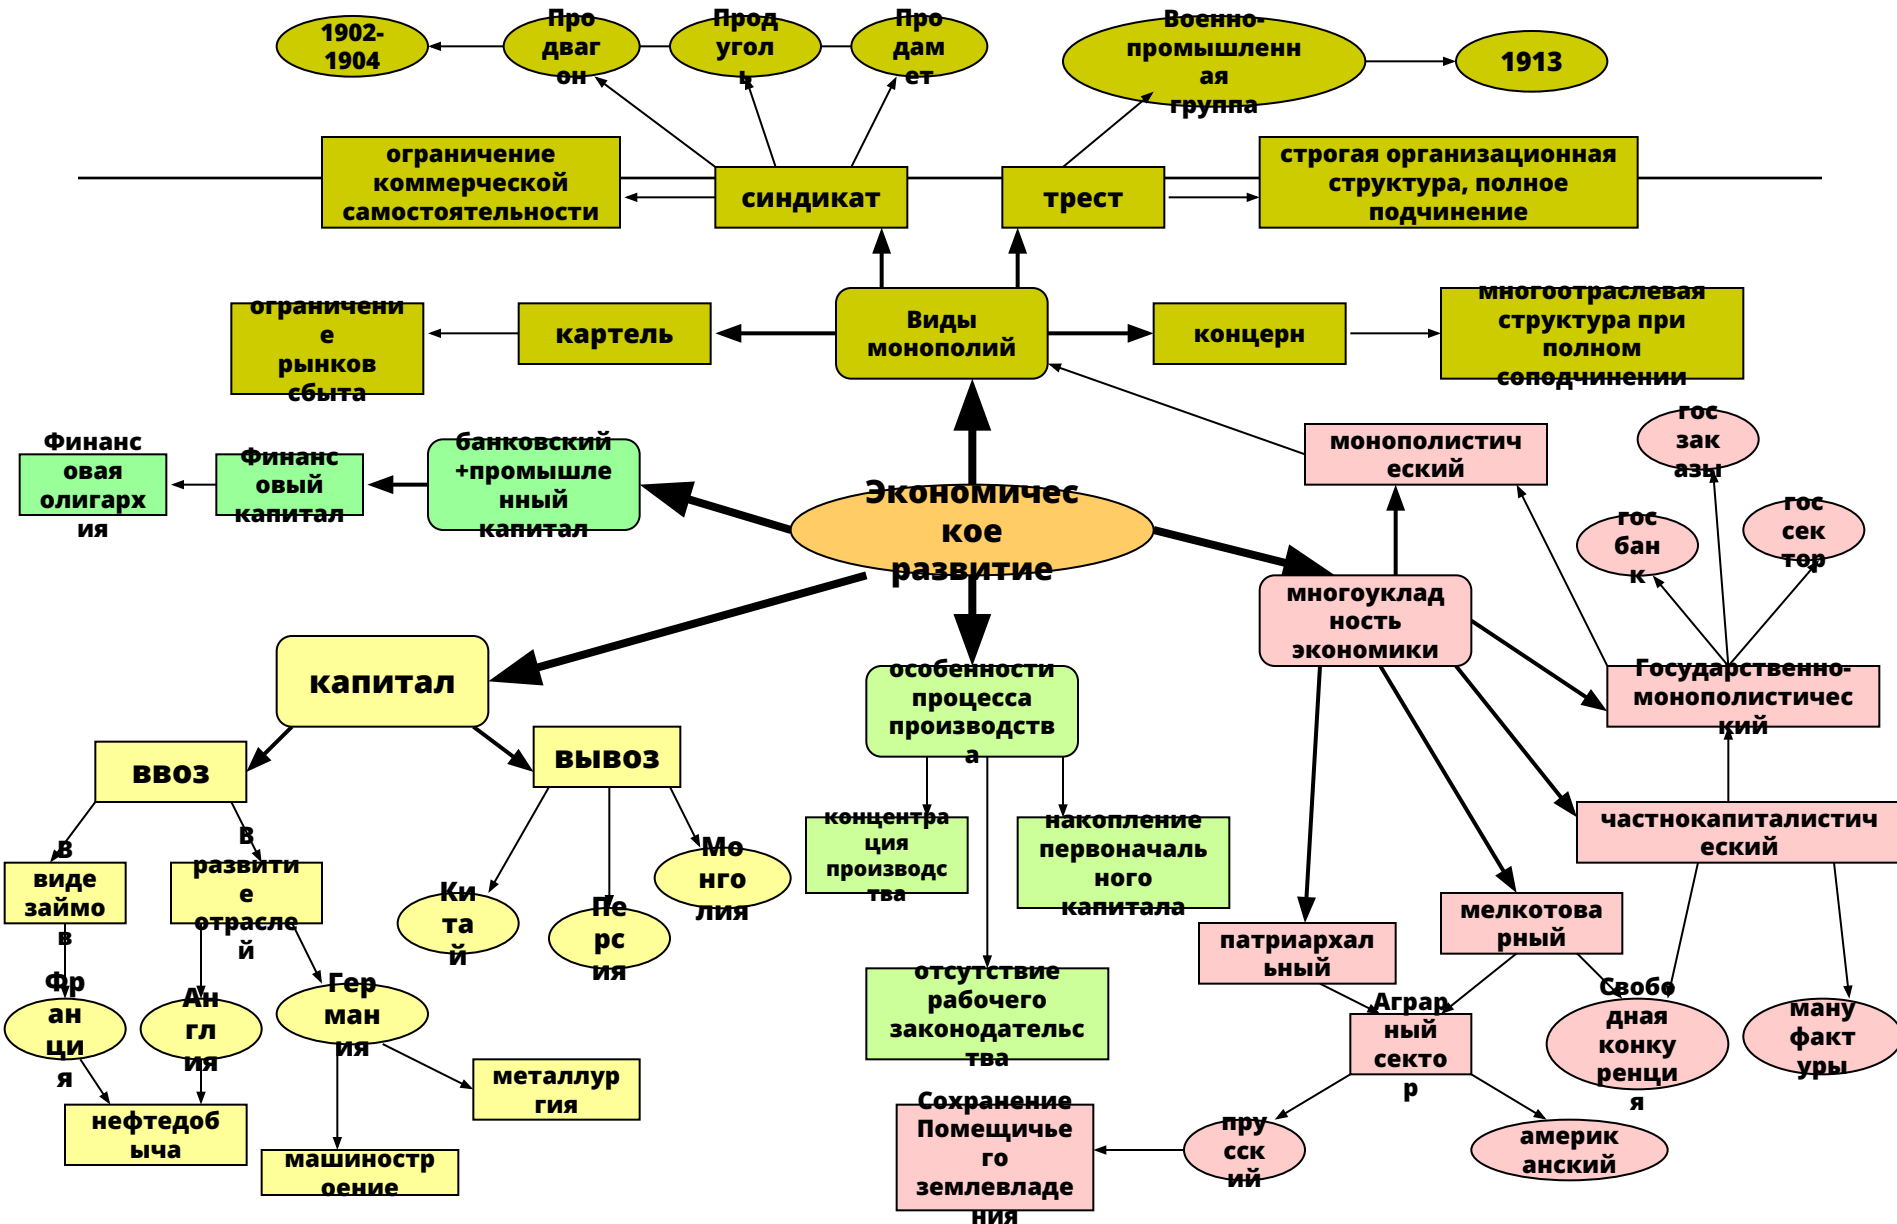 1902-
1904
Про
дваг
он
Прод
угол
ь
Про
дам
ет
Военно-
промышленн
ая
группа
1913
ограничение
коммерческой
самостоятельности
синдикат
трест
строгая организационная
структура, полное
подчинение
ограничени
е
рынков
сбыта
картель
Виды
монополий
концерн
многоотраслевая
структура при
полном
соподчинении
Финанс
овая
олигарх
ия
Финанс
овый
капитал
банковский
+промышле
нный
капитал
Экономичес
кое
развитие
монополистич
еский
гос
зак
азы
гос
бан
к
гос
сек
тор
многоуклад
ность
экономики
Государственно-
монополистичес
кий
капитал
ввоз
вывоз
особенности
процесса
производств
а
концентра
ция
производс
тва
накопление
первоначаль
ного
капитала
отсутствие
рабочего
законодательс
тва
частнокапиталистич
еский
патриархал
ьный
мелкотова
рный
В
виде
займо
в
В
развити
е
отрасле
й
Ки
та
й
Пе
рс
ия
Мо
нго
лия
Фр
ан
ци
я
Ан
гл
ия
Гер
ман
ия
нефтедоб
ыча
машиностр
оение
металлур
гия
Аграр
ный
секто
р
Свобо
дная
конку
ренци
я
ману
факт
уры
Сохранение
Помещичье
го
землевладе
ния
пру
сск
ий
америк
анский